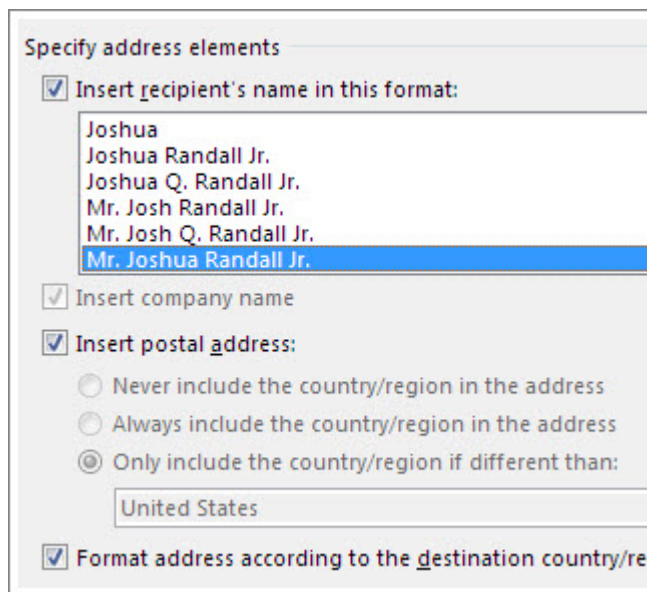 Specify address elements
Insert recipient's name in this format:
Joshua
Joshua Randall Jr.
Joshua Q. Randall Jr.
Mr. Josh Randall Jr.
Mr. Josh Q. Randall Jr.
Mr. Joshua Randall Jr.
Insert company name
Insert postal address:
Never include the country/region in the address
Always include the country/region in the address
Only include the country/region if different than:
United States
Format address according to the destination country/re